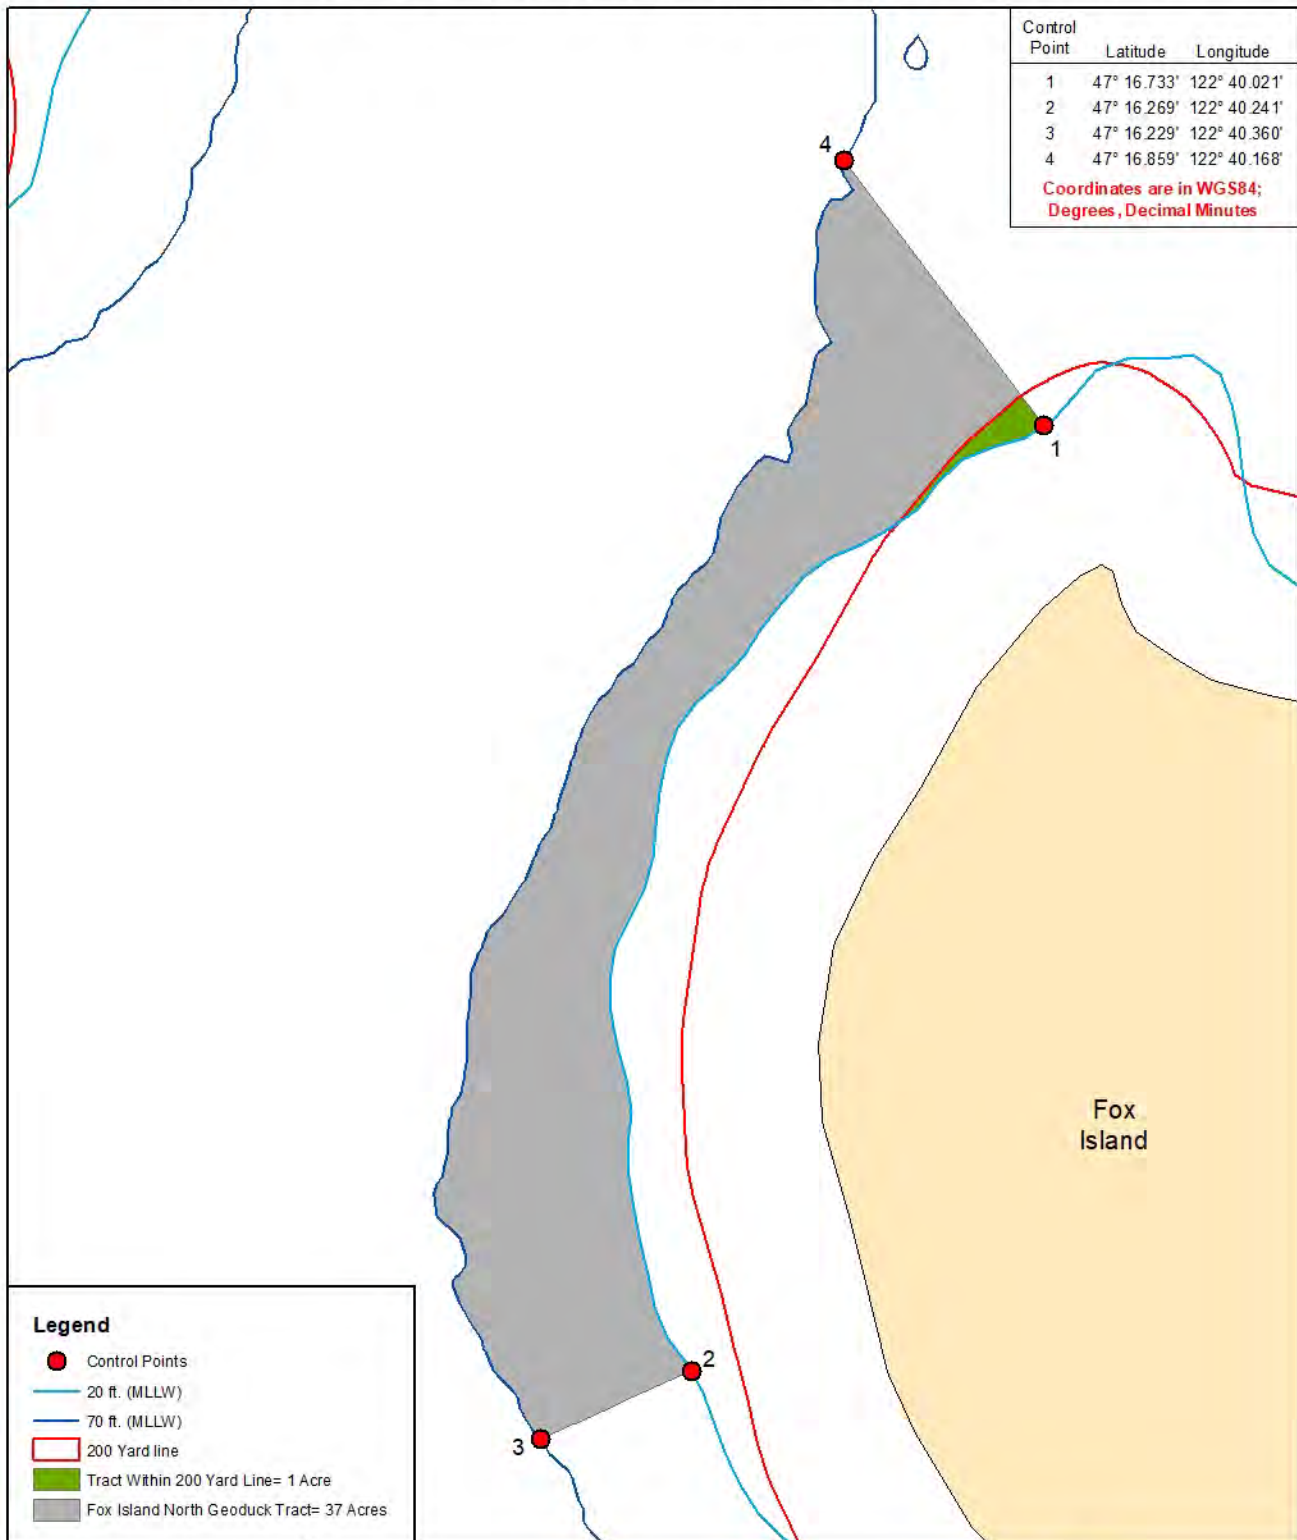 Control
Point Latitude Longitude
1 47° 16.733' 122° 40.021'
2 47° 16.269' 122° 40.241'
3 47° 16.229' 122° 40.360'
4 47° 16.859' 122° 40.168'
Coordinates are in WGS84;
Degrees, Decimal Minutes
4
1
Fox
Island
2
3
Legend
Control Points
20 ft. (MLLW)
70 ft. (MLLW)
200 Yard line
Tract Within 200 Yard Line= 1 Acre
Fox Island North Geoduck Tract= 37 Acres